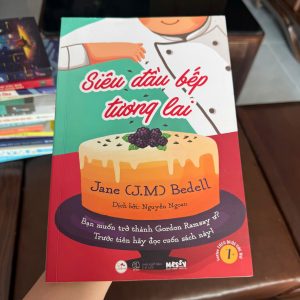 Siêu đầu bếp
tương lai
Jane (J.M) Bedell
Dịch bởi: Nguyễn Ngoan
Bạn muốn trở thành Gordon Ramsay ư?
Trước tiên hãy đọc cuốn sách này!
1